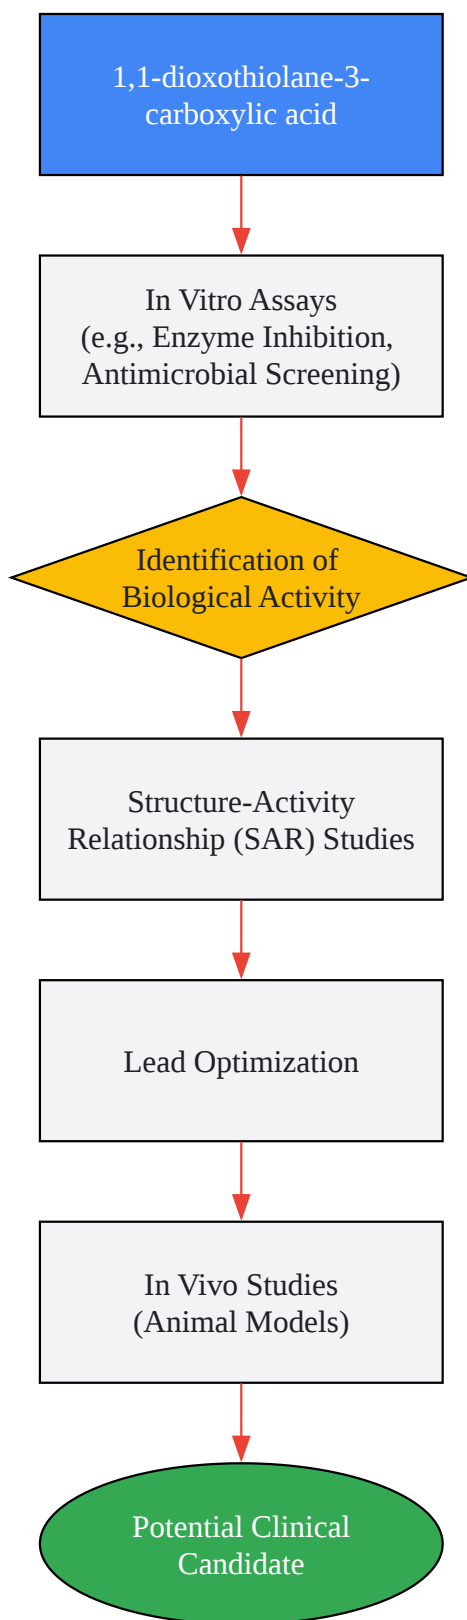 1,1-dioxothiolane-3-
carboxylic acid
In Vitro Assays
(e.g., Enzyme Inhibition,
Antimicrobial Screening)
Identification of
Biological Activity
Structure-Activity
Relationship (SAR) Studies
Lead Optimization
In Vivo Studies
(Animal Models)
Potential Clinical
Candidate